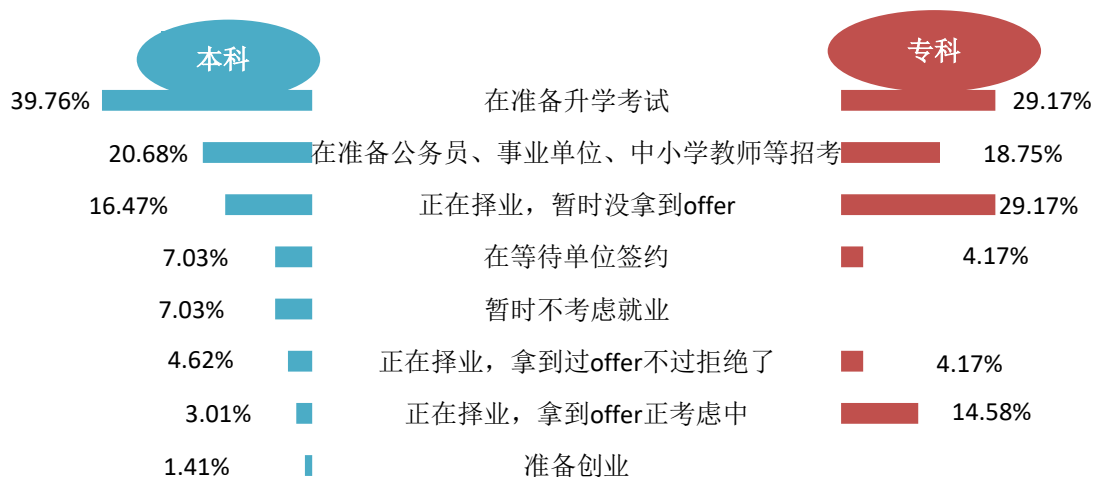 本科 专科
39.76% 在准备升学考试 29.17%
20.68% 在准备公务员、事业单位、中小学教师等招考 18.75%
16.47% 正在择业，暂时没拿到offer 29.17%
7.03% 在等待单位签约 4.17%
7.03% 暂时不考虑就业
4.62% 正在择业，拿到过offer不过拒绝了 4.17%
3.01% 正在择业，拿到offer正考虑中 14.58%
1.41% 准备创业